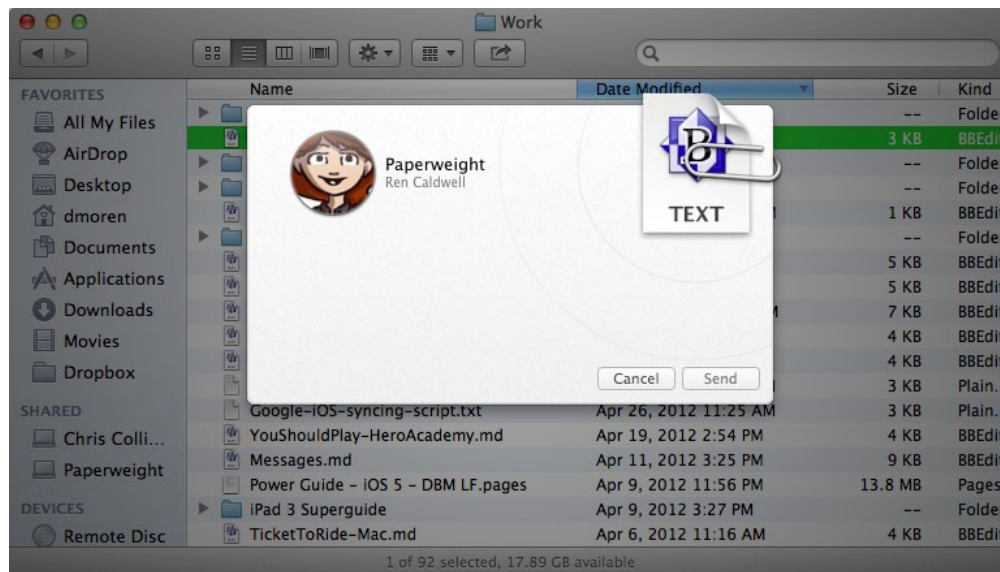 Work
FAVORITES
All My Files
AirDrop
Desktop
dmoren
Documents
Applications
Downloads
Movies
Dropbox
SHARED
Chris Colli...
Paperweight
DEVICES
Remote Disc
Name Date Modified Size Kind
-- Folde
3 KB BBEdi
-- Folde
-- Folde
1 KB BBEdi
-- Folde
5 KB BBEdi
5 KB BBEdi
7 KB BBEdi
4 KB BBEdi
4 KB BBEdi
3 KB Plain.
Paperweight
Ren Caldwell
B
TEXT
Cancel Send
Google-iOS-syncing-script.txt Apr 26, 2012 11:25 AM 3 KB Plain.
YouShouldPlay-HeroAcademy.md Apr 19, 2012 2:54 PM 4 KB BBEdi
Messages.md Apr 11, 2012 3:25 PM 9 KB BBEdi
Power Guide - iOS 5 - DBM LF.pages Apr 9, 2012 11:56 PM 13.8 MB Pages
iPad 3 Superguide Apr 9, 2012 3:27 PM -- Folde
TicketToRide-Mac.md Apr 6, 2012 11:16 AM 4 KB BBEdi
1 of 92 selected, 17.89 GB available